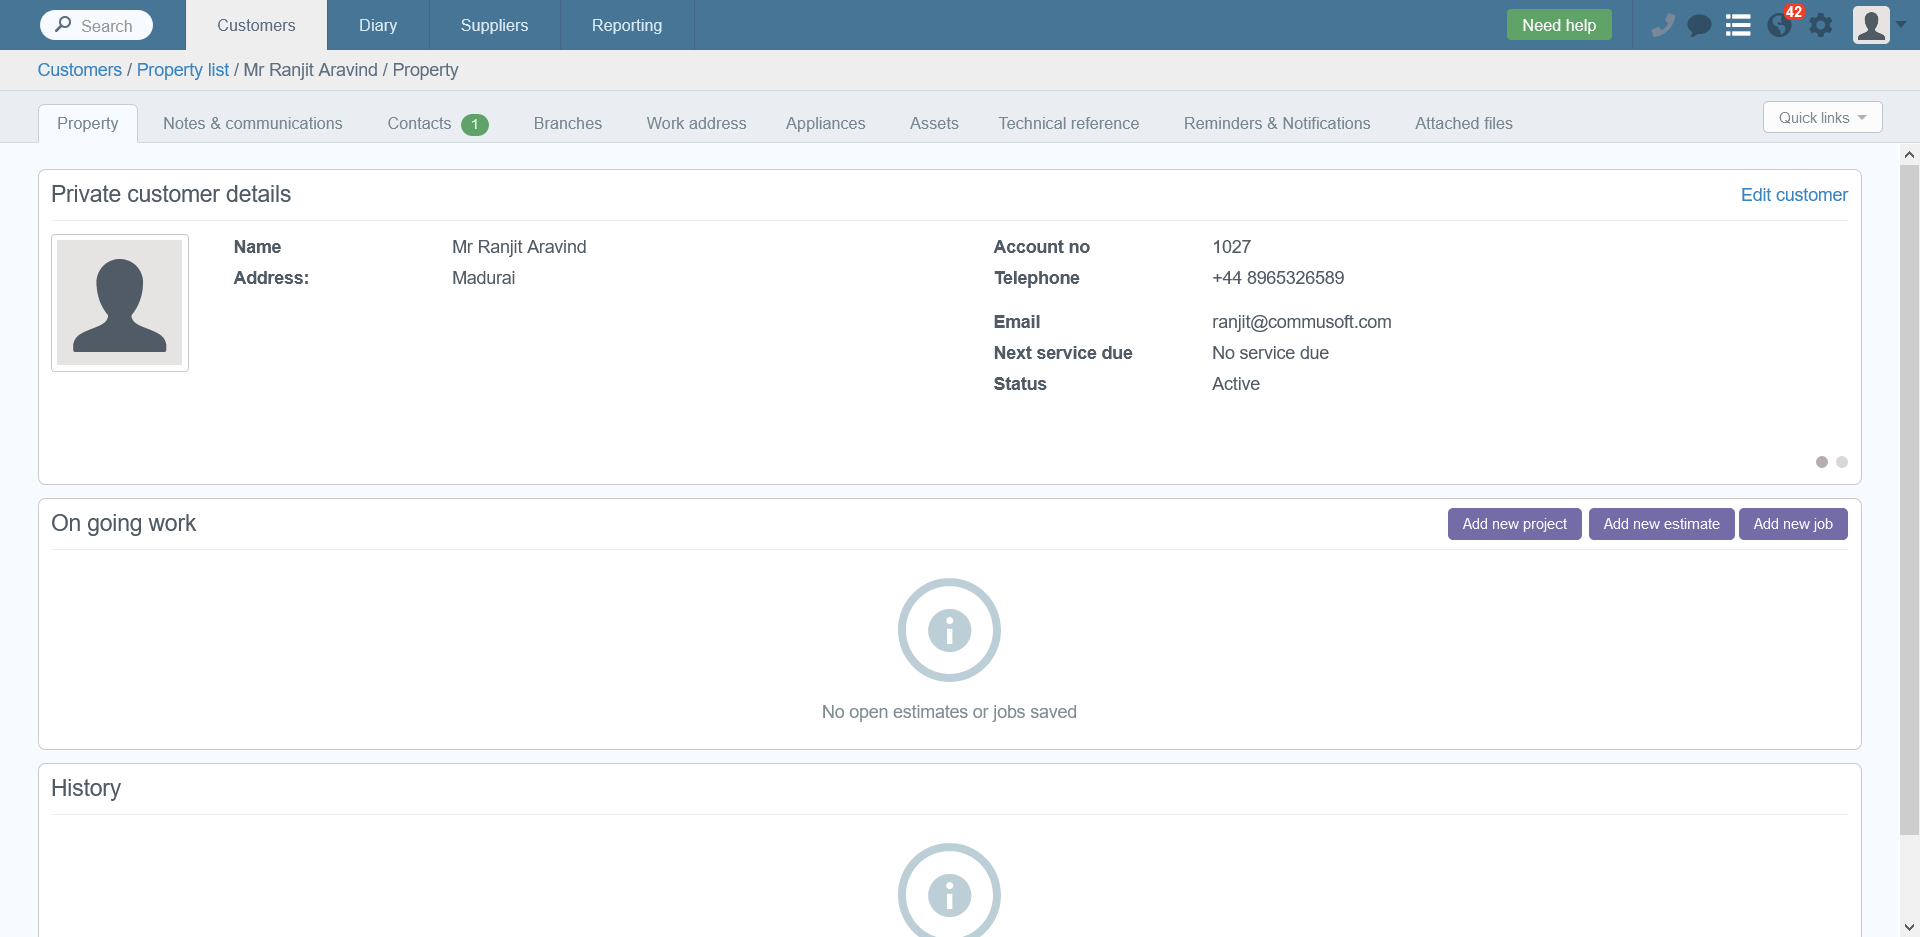 Search Customers Diary Suppliers Reporting Need help 42
Customers / Property list / Mr Ranjit Aravind / Property
Property Notes & communications Contacts 1 Branches Work address Appliances Assets Technical reference Reminders & Notifications Attached files Quick links
Private customer details Edit customer
Name Mr Ranjit Aravind Account no 1027
Address: Madurai Telephone +44 8965326589
Email ranjit@commusoft.com
Next service due No service due
Status Active
On going work Add new project Add new estimate Add new job
No open estimates or jobs saved
History